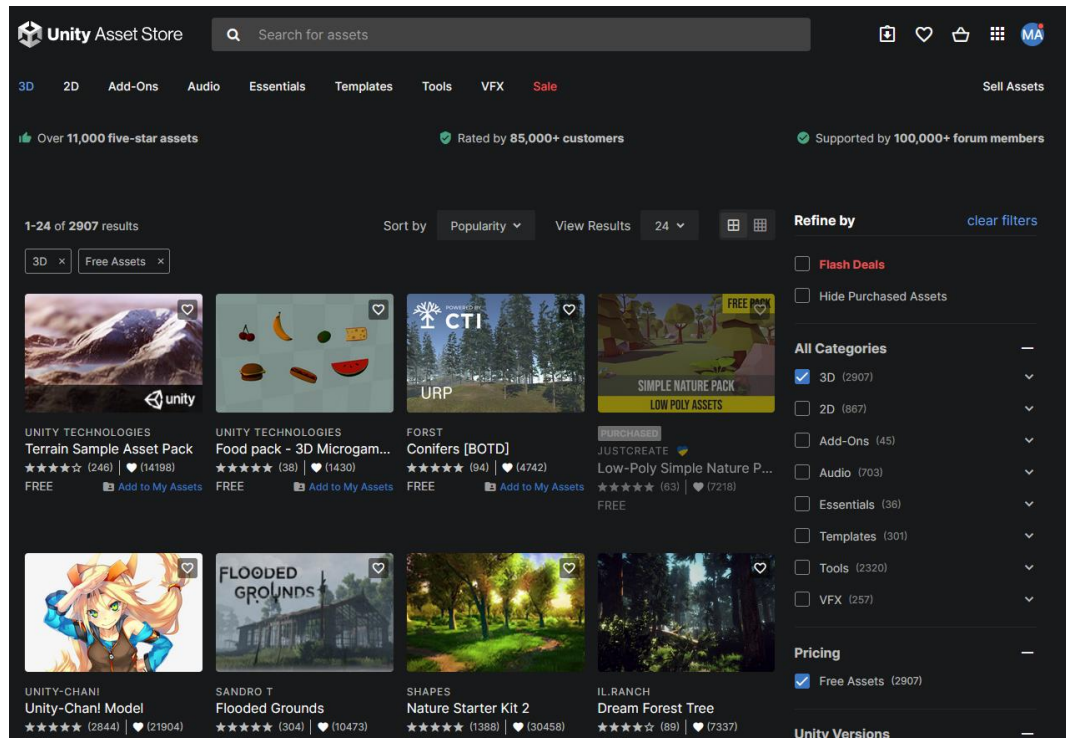 Unity Asset Store
Search for assets
MA
3D 2D Add-Ons Audio Essentials Templates Tools VFX Sale Sell Assets
Over 11,000 five-star assets
Rated by 85,000+ customers
Supported by 100,000+ forum members
1-24 of 2907 results
Sort by Popularity
View Results 24
3D × Free Assets ×
unity
UNITY TECHNOLOGIES
Terrain Sample Asset Pack
(246) (14198)
FREE Add to My Assets
UNITY TECHNOLOGIES
Food pack - 3D Microgam...
(38) (1430)
FREE Add to My Assets
POWERED BY
CTI
URP
FORST
Conifers [BOTD]
(94) (4742)
FREE Add to My Assets
FREE PACK
SIMPLE NATURE PACK
LOW POLY ASSETS
PURCHASED
JUSTCREATE
Low-Poly Simple Nature P...
(63) (7218)
FREE
UNITY-CHAN!
Unity-Chan! Model
(2844) (21904)
FLOODED
GROUNDS
SANDRO T
Flooded Grounds
(304) (10473)
SHAPES
Nature Starter Kit 2
(1388) (30458)
IL.RANCH
Dream Forest Tree
(89) (7337)
Refine by clear filters
Flash Deals
Hide Purchased Assets
All Categories
3D (2907)
2D (867)
Add-Ons (45)
Audio (703)
Essentials (36)
Templates (301)
Tools (2320)
VFX (257)
Pricing
Free Assets (2907)
Unity Versions